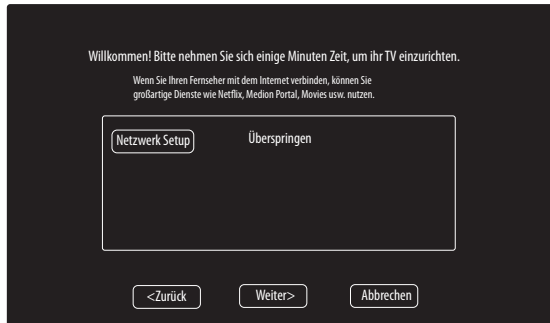 Willkommen! Bitte nehmen Sie sich einige Minuten Zeit, um ihr TV einzurichten.
Wenn Sie Ihren Fernseher mit dem Internet verbinden, können Sie
großartige Dienste wie Netflix, Medion Portal, Movies usw. nutzen.
Netzwerk Setup Überspringen
<Zurück Weiter> Abbrechen